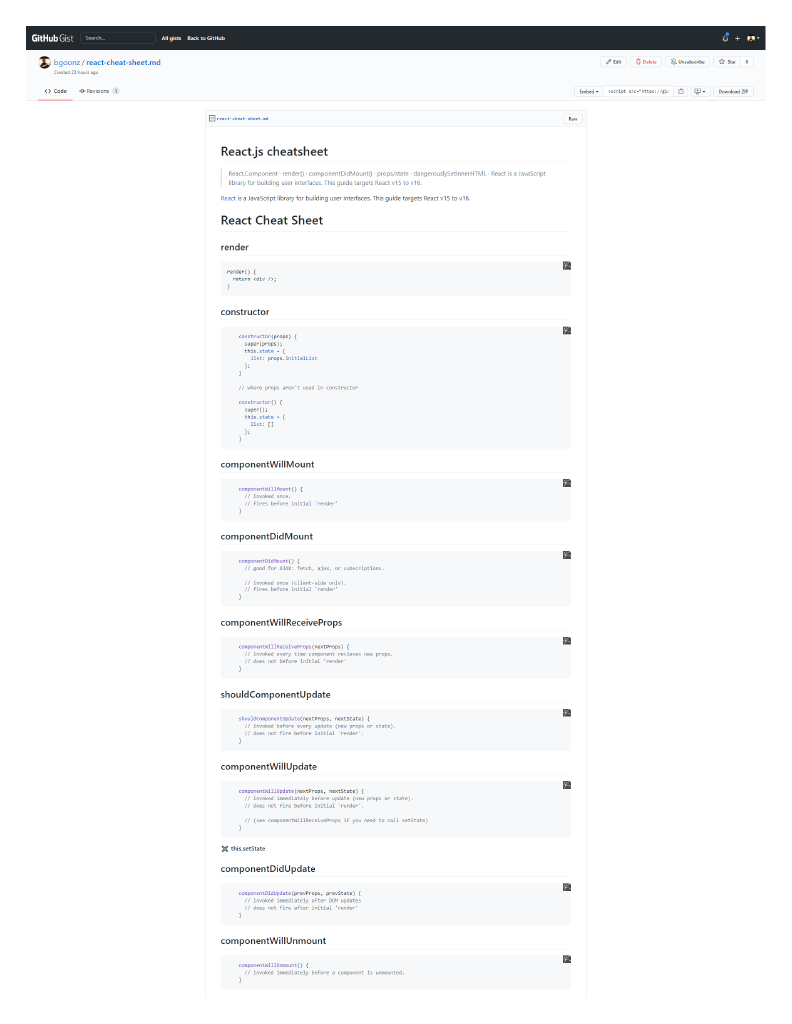 GitHub Gist Search... All gists Back to GitHub
bgoonz / react-cheat-sheet.md
Created 23 hours ago
Edit Delete Unsubscribe Star 0
Code Revisions 3
Embed <script src="https://gi Download ZIP
react-cheat-sheet.md Raw
React.js cheatsheet
React.Component · render() · componentDidMount() · props/state · dangerouslySetInnerHTML · React is a JavaScript
library for building user interfaces. This guide targets React v15 to v16.
React is a JavaScript library for building user interfaces. This guide targets React v15 to v16.
React Cheat Sheet
render
render() {
return <div />;
}
constructor
constructor(props) {
super(props);
this.state = {
list: props.initialList
};
}
// where props aren't used in constructor
constructor() {
super();
this.state = {
list: []
};
}
componentWillMount
componentWillMount() {
// invoked once.
// fires before initial 'render'
}
componentDidMount
componentDidMount() {
// good for AJAX: fetch, ajax, or subscriptions.
// invoked once (client-side only).
// fires before initial 'render'
}
componentWillReceiveProps
componentWillReceiveProps(nextProps) {
// invoked every time component recieves new props.
// does not before initial 'render'
}
shouldComponentUpdate
shouldComponentUpdate(nextProps, nextState) {
// invoked before every update (new props or state).
// does not fire before initial 'render'.
}
componentWillUpdate
componentWillUpdate(nextProps, nextState) {
// invoked immediately before update (new props or state).
// does not fire before initial 'render'.
// (see componentWillReceiveProps if you need to call setState)
}
this.setState
componentDidUpdate
componentDidUpdate(prevProps, prevState) {
// invoked immediately after DOM updates
// does not fire after initial 'render'
}
componentWillUnmount
componentWillUnmount() {
// invoked immediately before a component is unmounted.
}